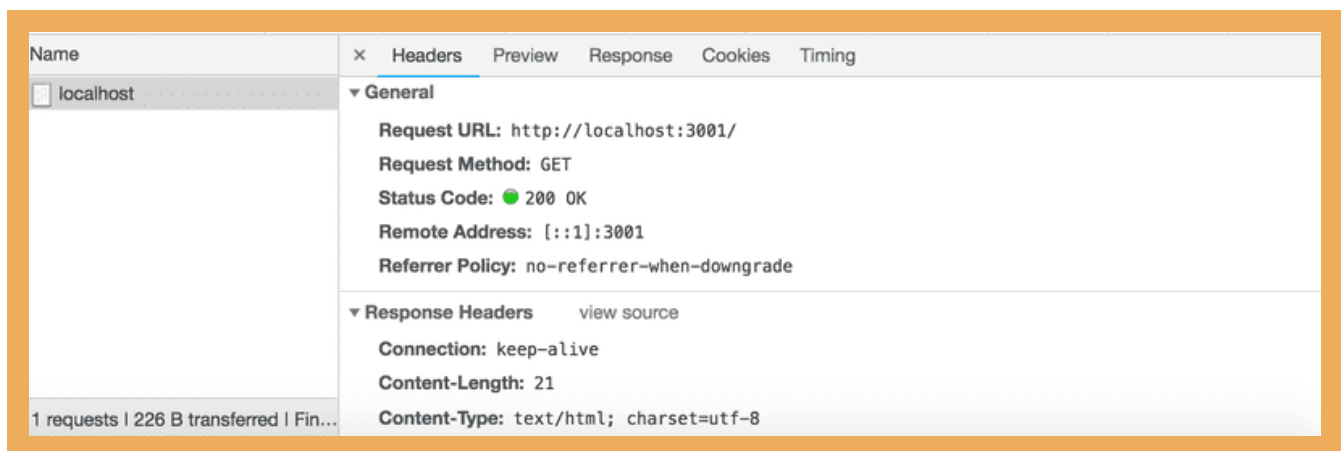 Name
× Headers Preview Response Cookies Timing
localhost
▼ General
Request URL: http://localhost:3001/
Request Method: GET
Status Code: 200 OK
Remote Address: [::1]:3001
Referrer Policy: no-referrer-when-downgrade
▼ Response Headers view source
Connection: keep-alive
Content-Length: 21
Content-Type: text/html; charset=utf-8
1 requests | 226 B transferred | Fin...